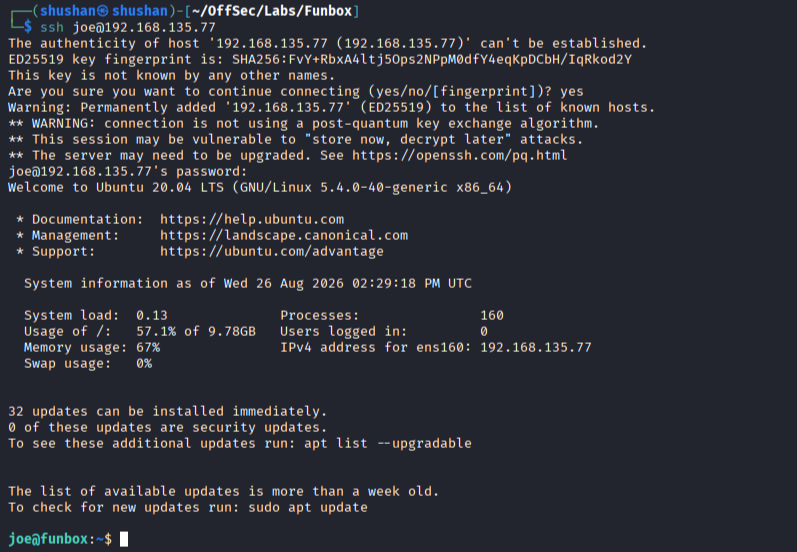 ┌──(shushan㉿shushan)-[~/OffSec/Labs/Funbox]
└─$ ssh joe@192.168.135.77
The authenticity of host '192.168.135.77 (192.168.135.77)' can't be established.
ED25519 key fingerprint is: SHA256:FvY+RbxA4ltj5Ops2NPpM0dfY4eqKpDCbH/IqRkod2Y
This key is not known by any other names.
Are you sure you want to continue connecting (yes/no/[fingerprint])? yes
Warning: Permanently added '192.168.135.77' (ED25519) to the list of known hosts.
** WARNING: connection is not using a post-quantum key exchange algorithm.
** This session may be vulnerable to "store now, decrypt later" attacks.
** The server may need to be upgraded. See https://openssh.com/pq.html
joe@192.168.135.77's password:
Welcome to Ubuntu 20.04 LTS (GNU/Linux 5.4.0-40-generic x86_64)

 * Documentation:  https://help.ubuntu.com
 * Management:     https://landscape.canonical.com
 * Support:        https://ubuntu.com/advantage

  System information as of Wed 26 Aug 2026 02:29:18 PM UTC

  System load:  0.13              Processes:               160
  Usage of /:   57.1% of 9.78GB   Users logged in:         0
  Memory usage: 67%               IPv4 address for ens160: 192.168.135.77
  Swap usage:   0%

32 updates can be installed immediately.
0 of these updates are security updates.
To see these additional updates run: apt list --upgradable

The list of available updates is more than a week old.
To check for new updates run: sudo apt update

joe@funbox:~$